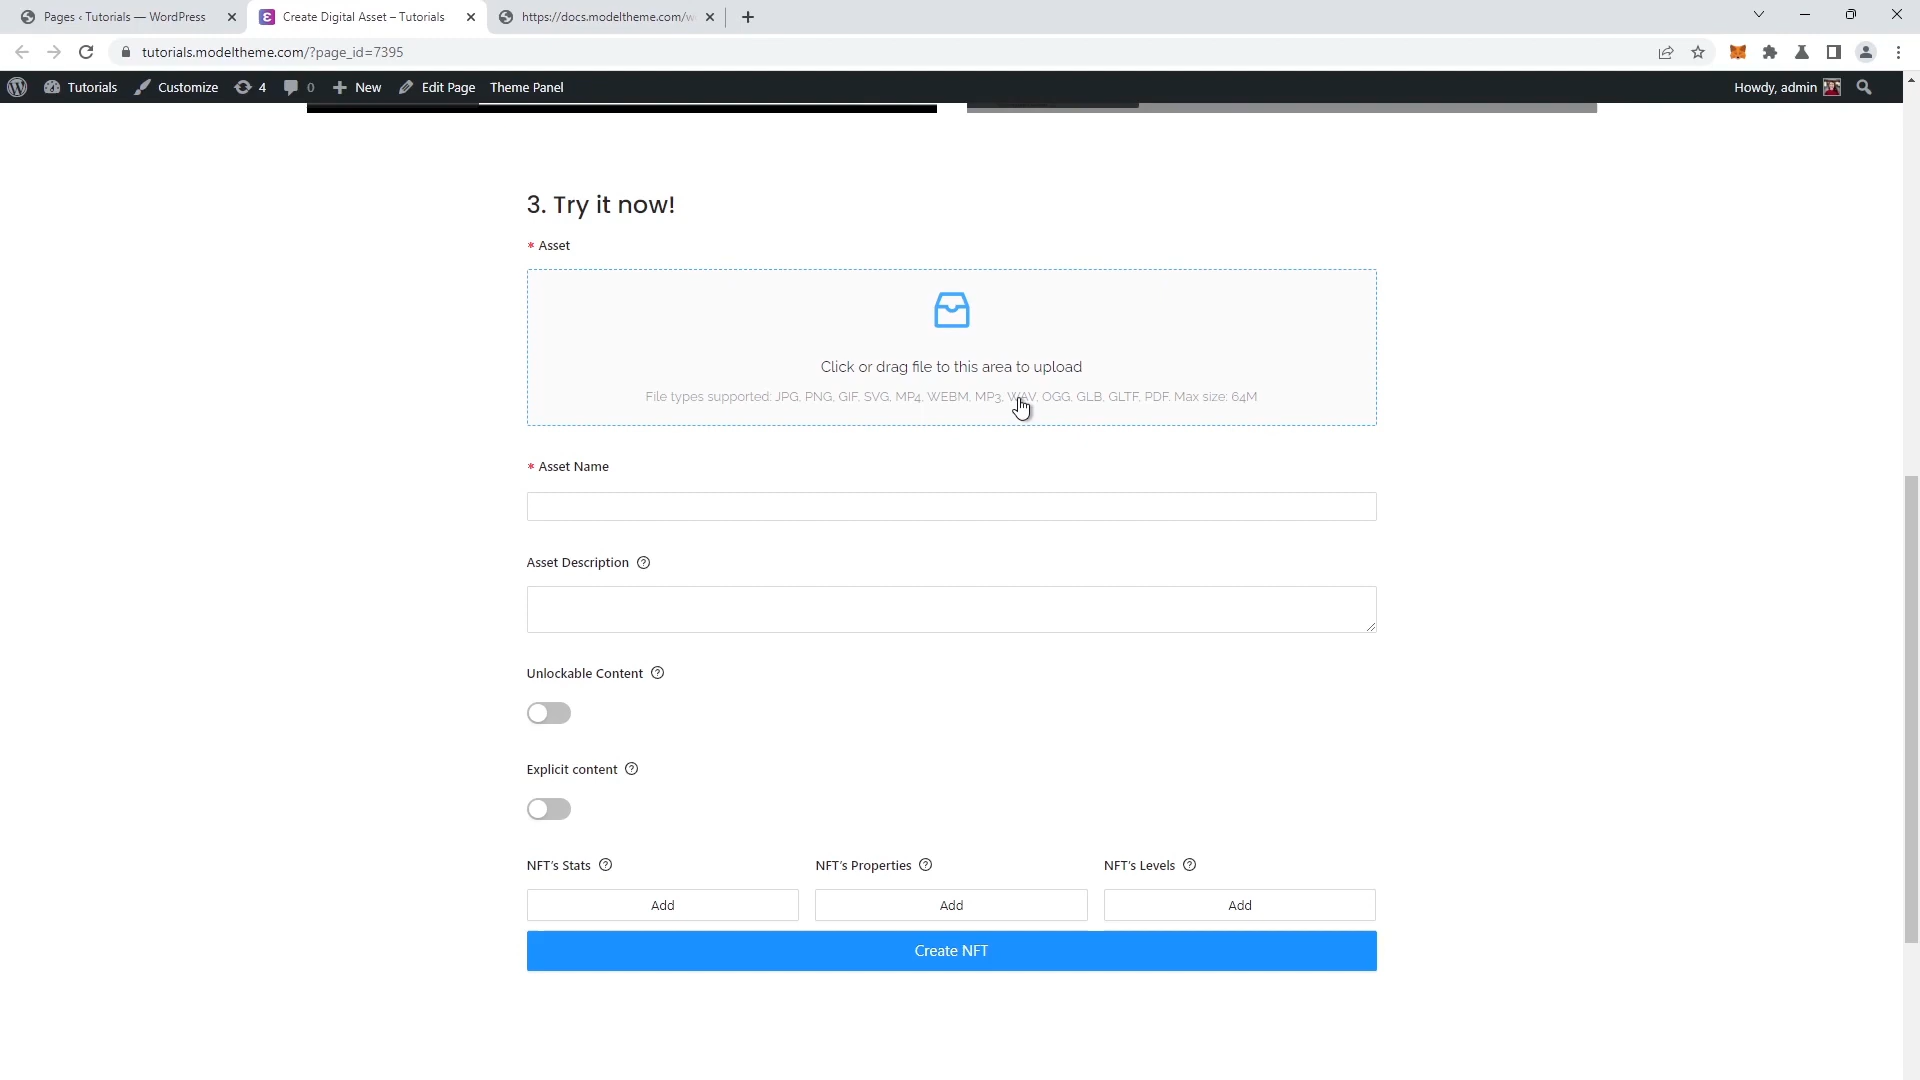 Pages ‹ Tutorials — WordPress
Create Digital Asset – Tutorials
https://docs.modeltheme.com/w
tutorials.modeltheme.com/?page_id=7395
Tutorials Customize 4 0 New Edit Page Theme Panel Howdy, admin
3. Try it now!
* Asset
Click or drag file to this area to upload
File types supported: JPG, PNG, GIF, SVG, MP4, WEBM, MP3, WAV, OGG, GLB, GLTF, PDF. Max size: 64M
* Asset Name
Asset Description
Unlockable Content
Explicit content
NFT's Stats NFT's Properties NFT's Levels
Add Add Add
Create NFT